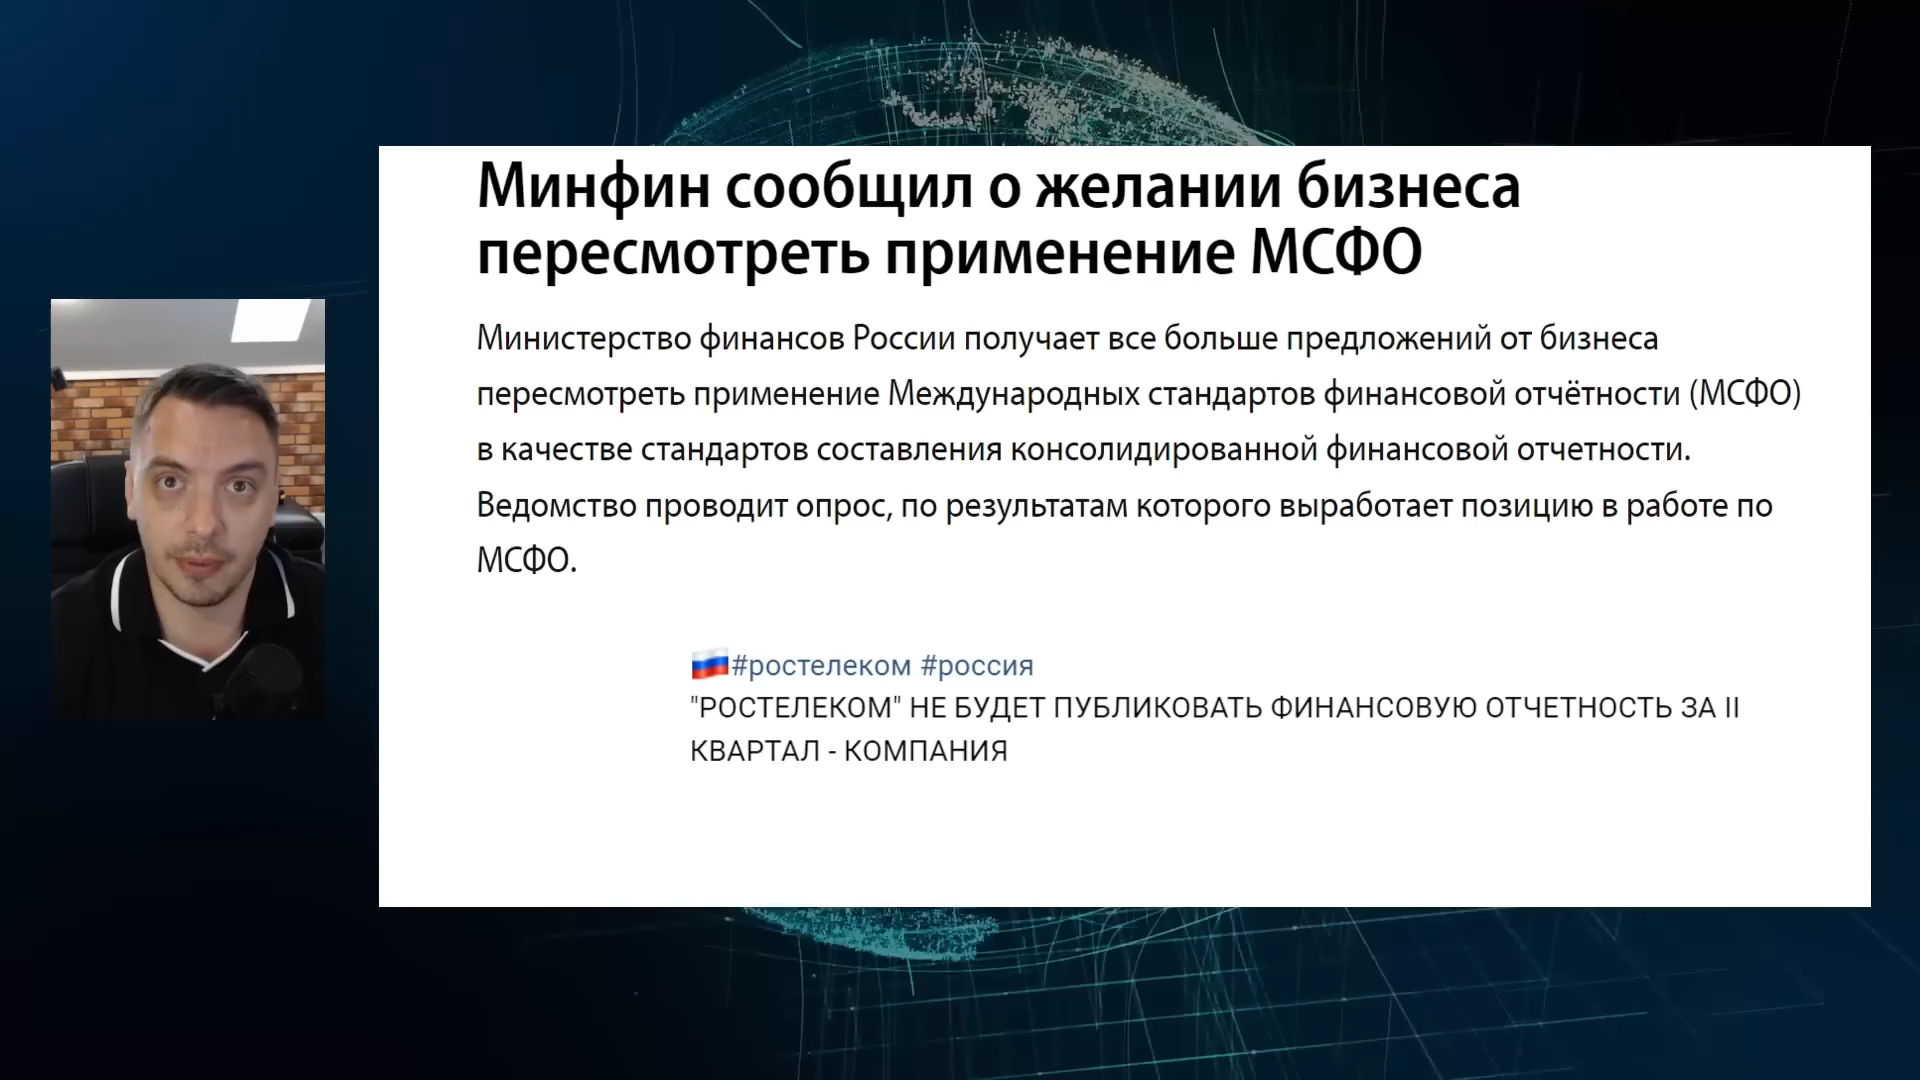 Минфин сообщил о желании бизнеса
пересмотреть применение МСФО
Министерство финансов России получает все больше предложений от бизнеса
пересмотреть применение Международных стандартов финансовой отчётности (МСФО)
в качестве стандартов составления консолидированной финансовой отчетности.
Ведомство проводит опрос, по результатам которого выработает позицию в работе по
МСФО.
#ростелеком #россия
"РОСТЕЛЕКОМ" НЕ БУДЕТ ПУБЛИКОВАТЬ ФИНАНСОВУЮ ОТЧЕТНОСТЬ ЗА II
КВАРТАЛ - КОМПАНИЯ